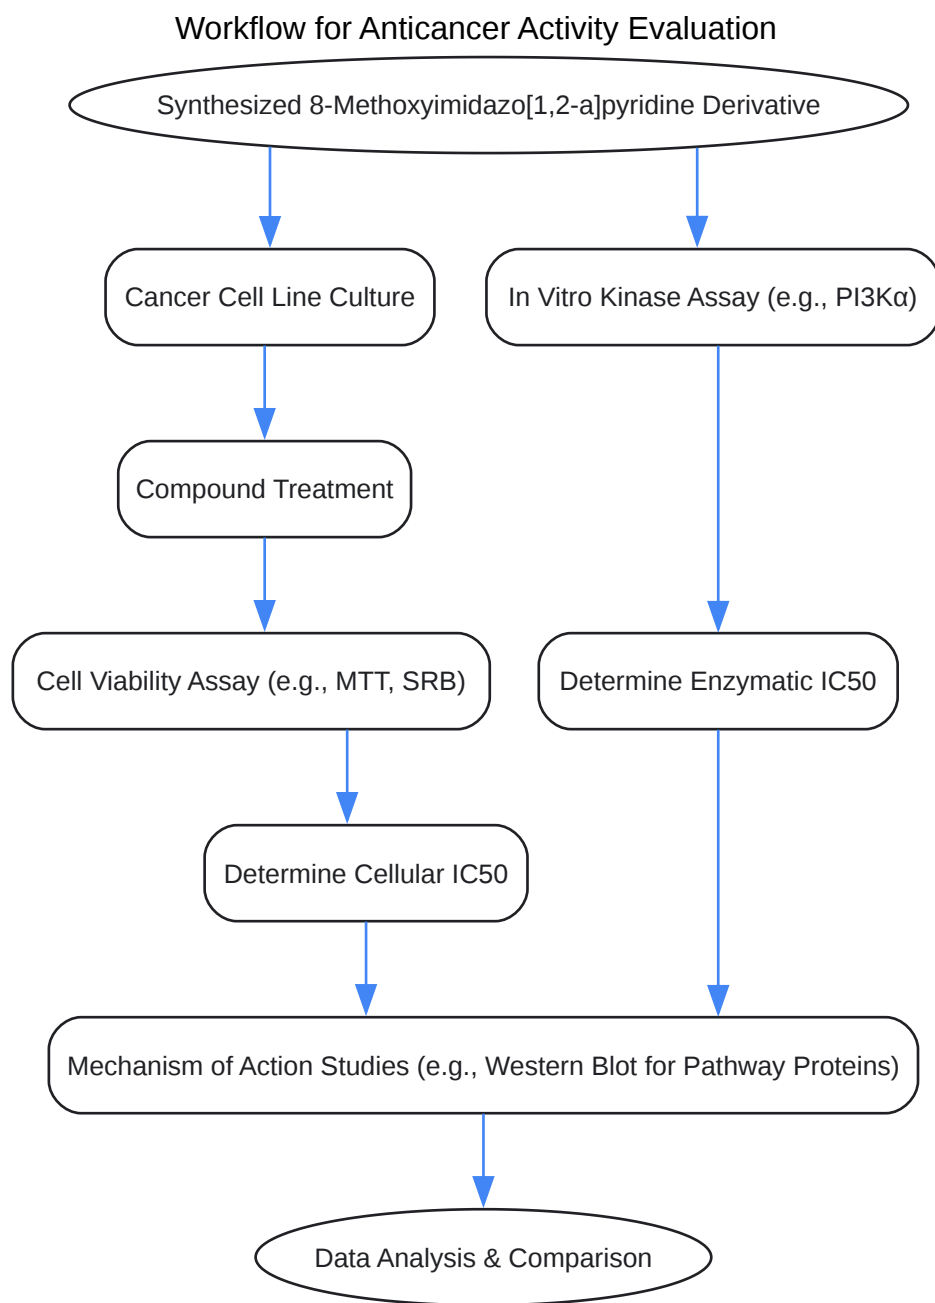 Workflow for Anticancer Activity Evaluation
Synthesized 8-Methoxyimidazo[1,2-a]pyridine Derivative
Cancer Cell Line Culture
In Vitro Kinase Assay (e.g., PI3Kα)
Compound Treatment
Cell Viability Assay (e.g., MTT, SRB)
Determine Enzymatic IC50
Determine Cellular IC50
Mechanism of Action Studies (e.g., Western Blot for Pathway Proteins)
Data Analysis & Comparison